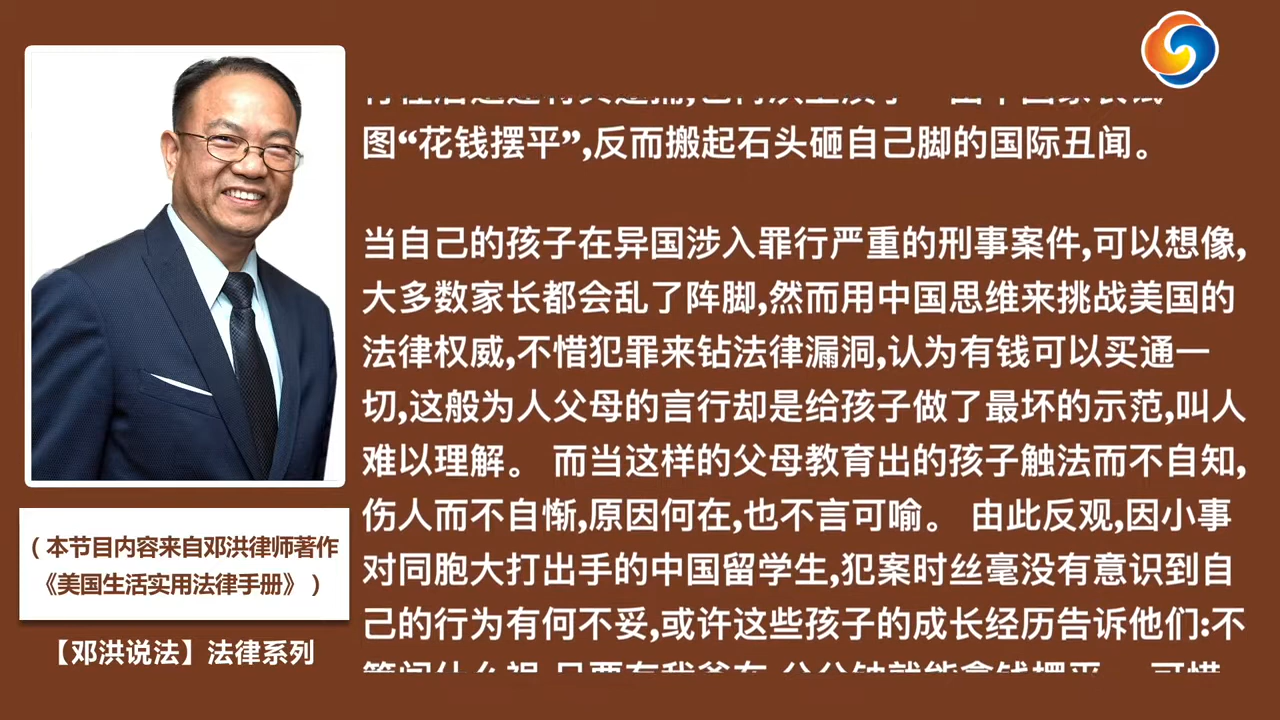 图“花钱摆平”,反而搬起石头砸自己脚的国际丑闻。
当自己的孩子在异国涉入罪行严重的刑事案件,可以想像,
大多数家长都会乱了阵脚,然而用中国思维来挑战美国的
法律权威,不惜犯罪来钻法律漏洞,认为有钱可以买通一
切,这般为人父母的言行却是给孩子做了最坏的示范,叫人
难以理解。 而当这样的父母教育出的孩子触法而不自知,
伤人而不自惭,原因何在,也不言可喻。 由此反观,因小事
对同胞大打出手的中国留学生,犯案时丝毫没有意识到自
己的行为有何不妥,或许这些孩子的成长经历告诉他们:不
(本节目内容来自邓洪律师著作
《美国生活实用法律手册》)
【邓洪说法】法律系列